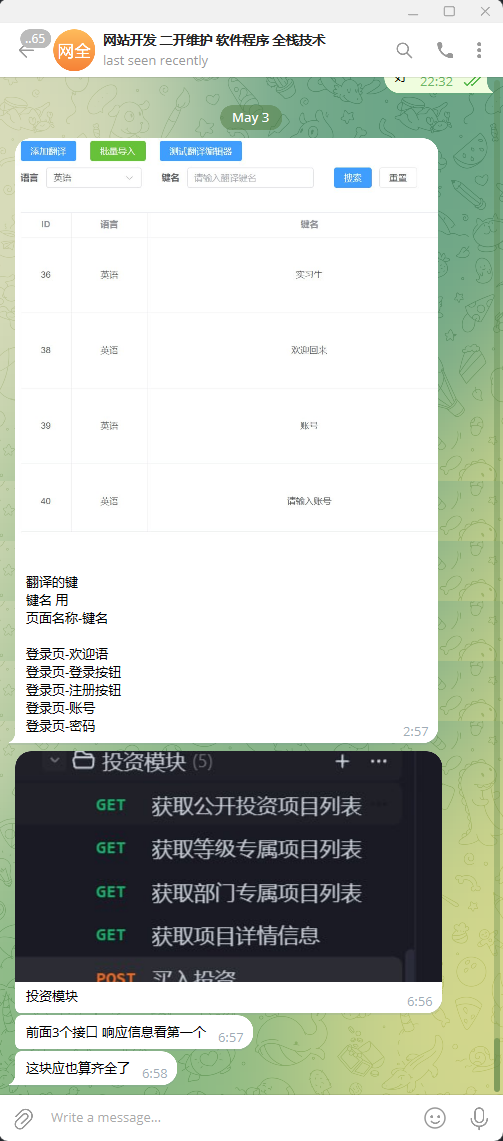 ..65
网全
网站开发 二开维护 软件程序 全栈技术
last seen recently
对 22:32
May 3
添加翻译 批量导入 测试翻译编辑器
语言 英语 键名 请输入翻译键名 搜索 重置
ID 语言 键名
36 英语 实习生
38 英语 欢迎回来
39 英语 账号
40 英语 请输入账号
翻译的键
键名 用
页面名称-键名
登录页-欢迎语
登录页-登录按钮
登录页-注册按钮
登录页-账号
登录页-密码
2:57
投资模块 (5)
GET 获取公开投资项目列表
GET 获取等级专属项目列表
GET 获取部门专属项目列表
GET 获取项目详情信息
POST 买入投资
投资模块
6:56
前面3个接口 响应信息看第一个 6:57
这块应也算齐全了 6:58
Write a message...